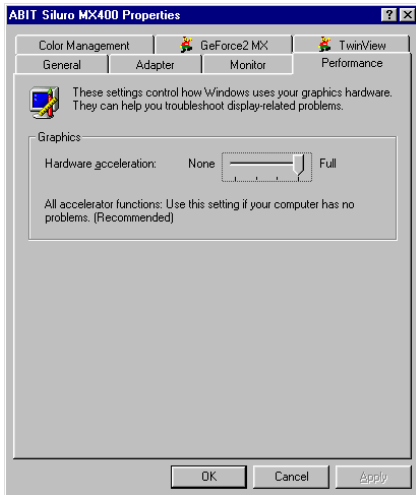 ABIT Siluro MX400 Properties
Color Management GeForce2 MX TwinView
General Adapter Monitor Performance
These settings control how Windows uses your graphics hardware.
They can help you troubleshoot display-related problems.
Graphics
Hardware acceleration: None Full
All accelerator functions: Use this setting if your computer has no
problems. (Recommended)
OK Cancel Apply